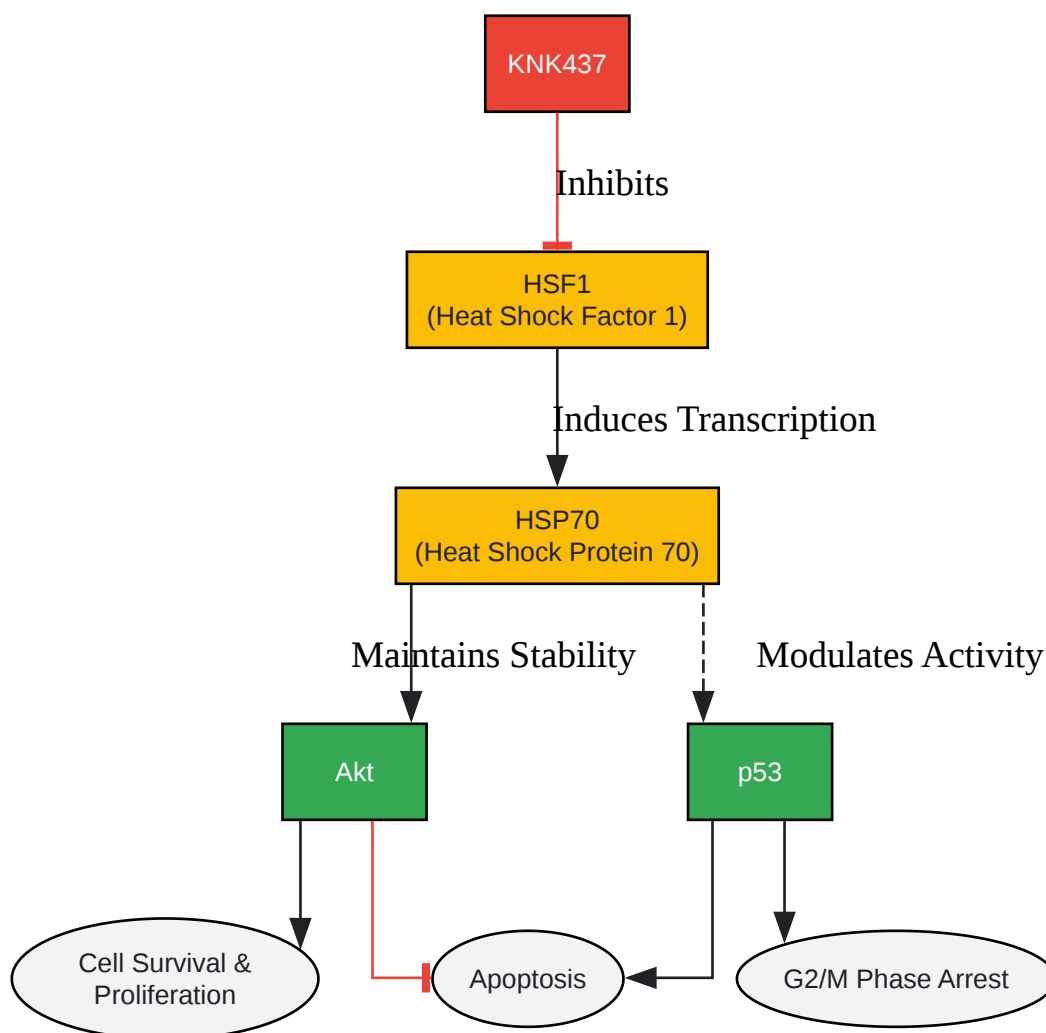 KNK437
Inhibits
HSF1
(Heat Shock Factor 1)
Induces Transcription
HSP70
(Heat Shock Protein 70)
Maintains Stability
Modulates Activity
Akt
p53
Cell Survival &
Proliferation
Apoptosis
G2/M Phase Arrest